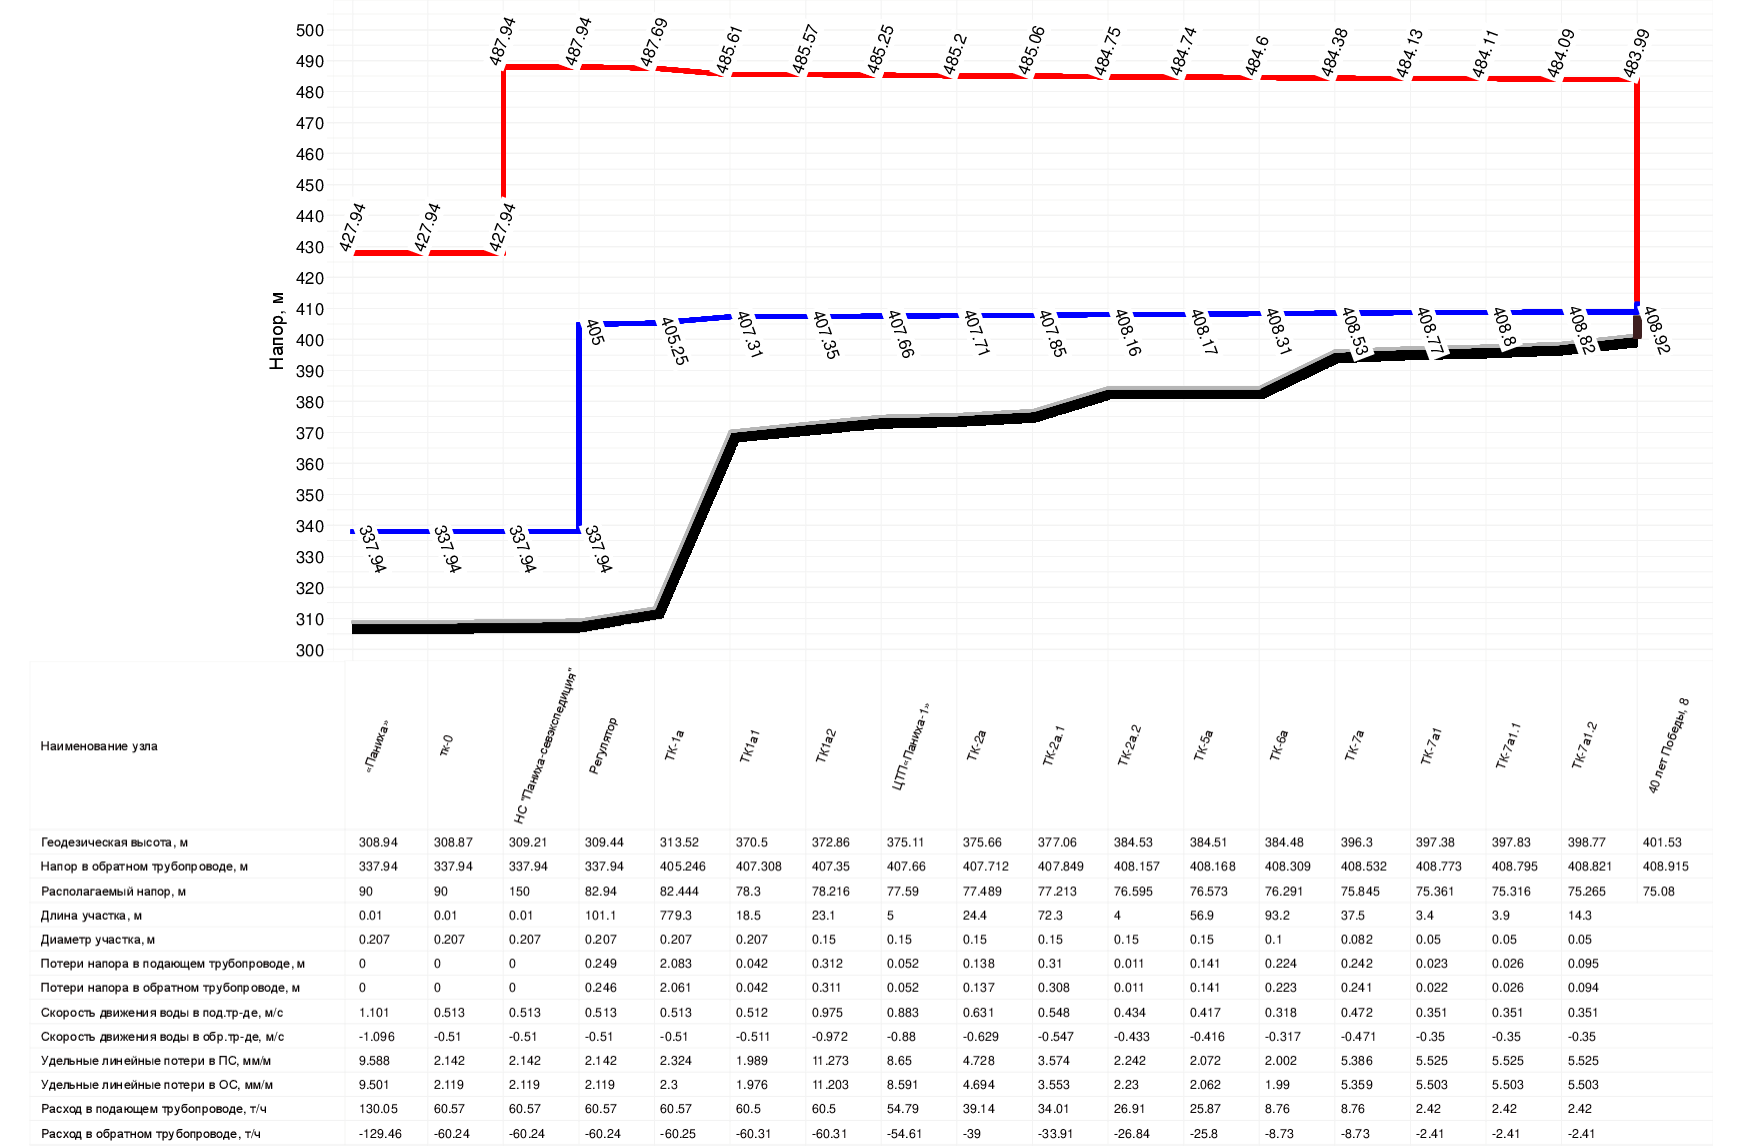 500
490
480
470
460
450
440
430
420
410
400
390
380
370
360
350
340
330
320
310
300
Напор, м
427.94 427.94 427.94
487.94 487.94 487.69 485.61 485.57 485.25 485.2 485.06 484.75 484.74 484.6 484.38 484.13 484.11 484.09 483.99
405 405.25 407.31 407.35 407.66 407.71 407.85 408.16 408.17 408.31 408.53 408.77 408.8 408.82 408.92
337.94 337.94 337.94 337.94
Наименование узла «Паниха» тк-0 НС "Паниха-севэкспедиция" Регулятор ТК-1а ТК1а1 ТК1а2 ЦТП«Паниха-1» ТК-2а ТК-2а.1 ТК-2а.2 ТК-5а ТК-6а ТК-7а ТК-7а1 ТК-7а1.1 ТК-7а1.2 40 лет Победы, 8
Геодезическая высота, м 308.94 308.87 309.21 309.44 313.52 370.5 372.86 375.11 375.66 377.06 384.53 384.51 384.48 396.3 397.38 397.83 398.77 401.53
Напор в обратном трубопроводе, м 337.94 337.94 337.94 337.94 405.246 407.308 407.35 407.66 407.712 407.849 408.157 408.168 408.309 408.532 408.773 408.795 408.821 408.915
Располагаемый напор, м 90 90 150 82.94 82.444 78.3 78.216 77.59 77.489 77.213 76.595 76.573 76.291 75.845 75.361 75.316 75.265 75.08
Длина участка, м 0.01 0.01 0.01 101.1 779.3 18.5 23.1 5 24.4 72.3 4 56.9 93.2 37.5 3.4 3.9 14.3
Диаметр участка, м 0.207 0.207 0.207 0.207 0.207 0.207 0.15 0.15 0.15 0.15 0.15 0.15 0.1 0.082 0.05 0.05 0.05
Потери напора в подающем трубопроводе, м 0 0 0 0.249 2.083 0.042 0.312 0.052 0.138 0.31 0.011 0.141 0.224 0.242 0.023 0.026 0.095
Потери напора в обратном трубопроводе, м 0 0 0 0.246 2.061 0.042 0.311 0.052 0.137 0.308 0.011 0.141 0.223 0.241 0.022 0.026 0.094
Скорость движения воды в под.тр-де, м/с 1.101 0.513 0.513 0.513 0.513 0.512 0.975 0.883 0.631 0.548 0.434 0.417 0.318 0.472 0.351 0.351 0.351
Скорость движения воды в обр.тр-де, м/с -1.096 -0.51 -0.51 -0.51 -0.51 -0.511 -0.972 -0.88 -0.629 -0.547 -0.433 -0.416 -0.317 -0.471 -0.35 -0.35 -0.35
Удельные линейные потери в ПС, мм/м 9.588 2.142 2.142 2.142 2.324 1.989 11.273 8.65 4.728 3.574 2.242 2.072 2.002 5.386 5.525 5.525 5.525
Удельные линейные потери в ОС, мм/м 9.501 2.119 2.119 2.119 2.3 1.976 11.203 8.591 4.694 3.553 2.23 2.062 1.99 5.359 5.503 5.503 5.503
Расход в подающем трубопроводе, т/ч 130.05 60.57 60.57 60.57 60.57 60.5 60.5 54.79 39.14 34.01 26.91 25.87 8.76 8.76 2.42 2.42 2.42
Расход в обратном трубопроводе, т/ч -129.46 -60.24 -60.24 -60.24 -60.25 -60.31 -60.31 -54.61 -39 -33.91 -26.84 -25.8 -8.73 -8.73 -2.41 -2.41 -2.41